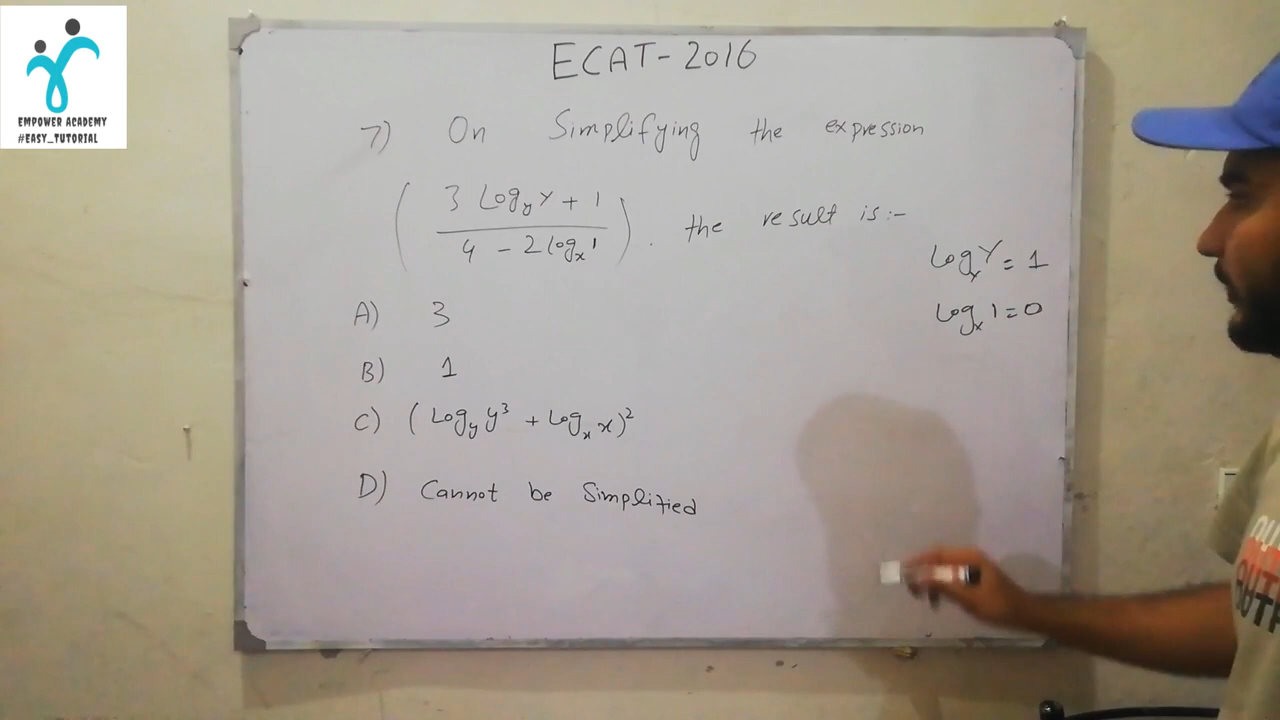 EMPOWER ACADEMY
#EASY_TUTORIAL
ECAT-2016
7) On Simplifying the expression
( 3 Log_y Y + 1 / 4 - 2 log_x 1 ). the result is:-
Log_Y Y = 1
Log_x 1 = 0
A) 3
B) 1
C) (Log_y y³ + Log_x x)²
D) Cannot be Simplified